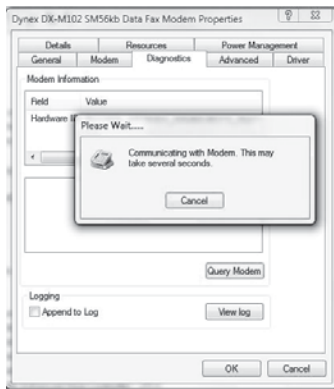 Dynex DX-M102 SM56kb Data Fax Modem Properties
Details Resources Power Management
General Modem Diagnostics Advanced Driver
Modem Information
Field Value
Hardware
Please Wait.....
Communicating with Modem. This may
take several seconds.
Cancel
Query Modem
Logging
Append to Log
View log
OK Cancel